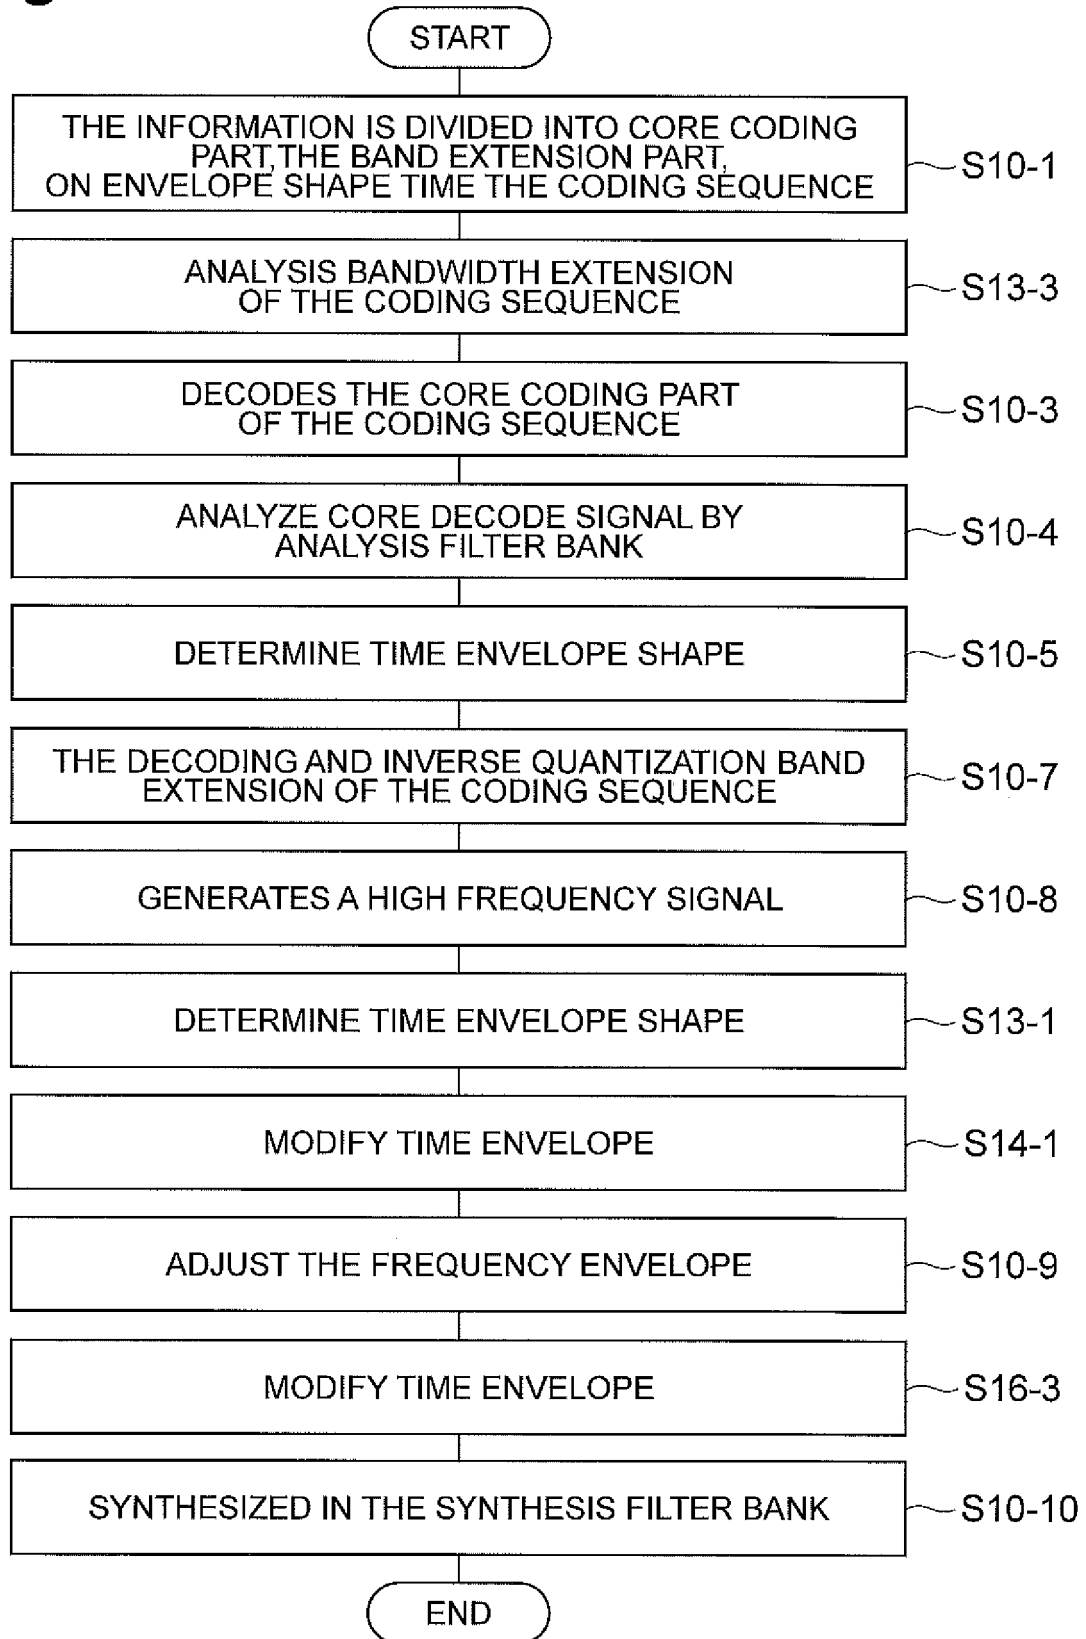 START
THE INFORMATION IS DIVIDED INTO CORE CODING
PART, THE BAND EXTENSION PART,
ON ENVELOPE SHAPE TIME THE CODING SEQUENCE
S10-1
ANALYSIS BANDWIDTH EXTENSION
OF THE CODING SEQUENCE
S13-3
DECODES THE CORE CODING PART
OF THE CODING SEQUENCE
S10-3
ANALYZE CORE DECODE SIGNAL BY
ANALYSIS FILTER BANK
S10-4
DETERMINE TIME ENVELOPE SHAPE
S10-5
THE DECODING AND INVERSE QUANTIZATION BAND
EXTENSION OF THE CODING SEQUENCE
S10-7
GENERATES A HIGH FREQUENCY SIGNAL
S10-8
DETERMINE TIME ENVELOPE SHAPE
S13-1
MODIFY TIME ENVELOPE
S14-1
ADJUST THE FREQUENCY ENVELOPE
S10-9
MODIFY TIME ENVELOPE
S16-3
SYNTHESIZED IN THE SYNTHESIS FILTER BANK
S10-10
END